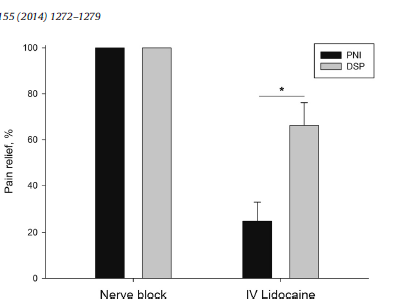 155 (2014) 1272–1279
100
80
60
40
20
0
Pain relief, %
PNI
DSP
*
Nerve block
IV Lidocaine